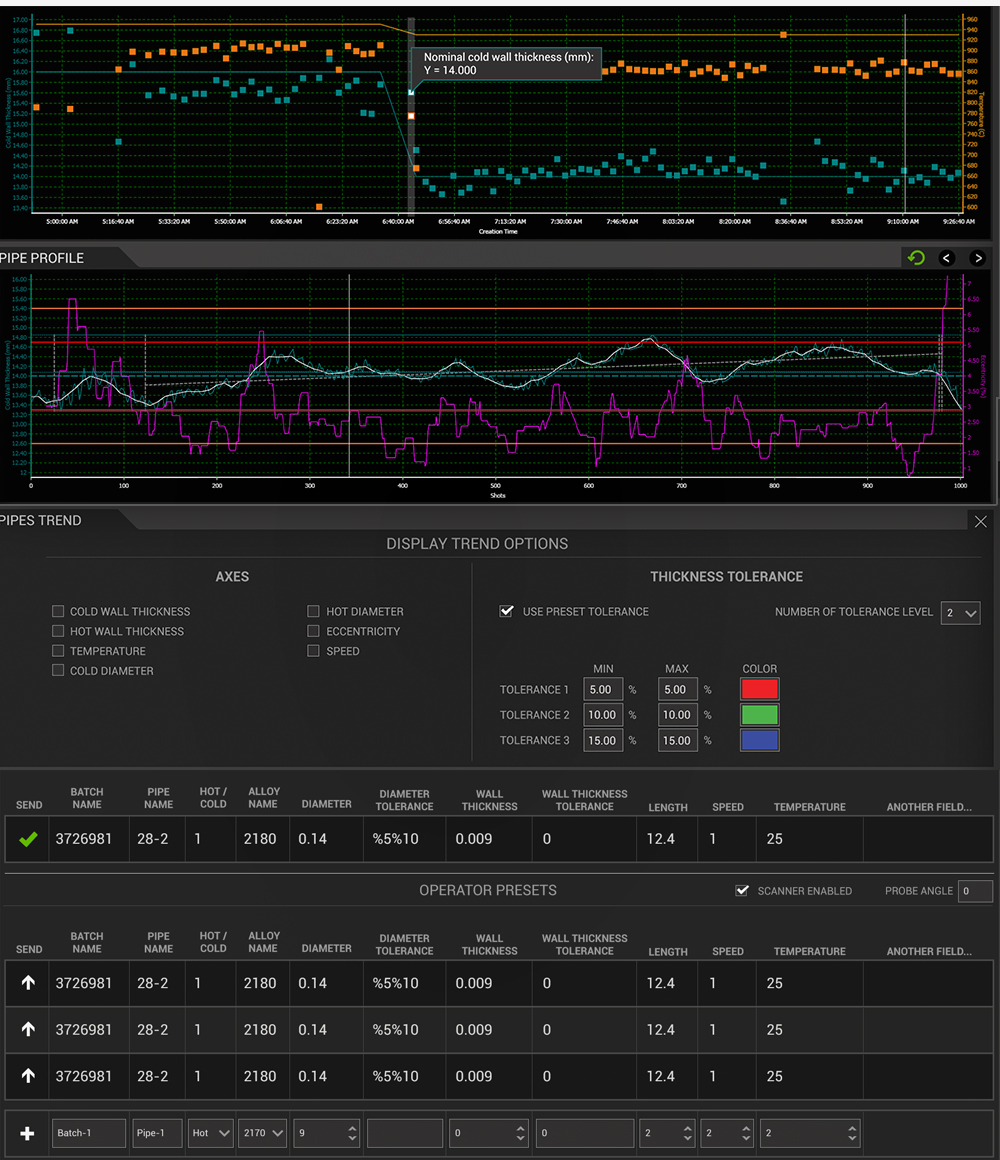 17.00
16.80
16.60
16.40
16.20
16.00
15.80
15.60
15.40
15.20
15.00
14.80
14.60
14.40
14.20
14.00
13.80
13.60
13.40
Cold Wall Thickness (mm)
Nominal cold wall thickness (mm):
Y = 14.000
960
940
920
900
880
860
840
820
800
780
760
740
720
700
680
660
640
620
600
Temperature (C)
5:00:00 AM 5:16:40 AM 5:33:20 AM 5:50:00 AM 6:06:40 AM 6:23:20 AM 6:40:00 AM 6:56:40 AM 7:13:20 AM 7:30:00 AM 7:46:40 AM 8:03:20 AM 8:20:00 AM 8:36:40 AM 8:53:20 AM 9:10:00 AM 9:26:40 AM
Creation Time
PIPE PROFILE
16.00
15.80
15.60
15.40
15.20
15.00
14.80
14.60
14.40
14.20
14.00
13.80
13.60
13.40
13.20
13.00
12.80
12.60
12.40
12.20
12
Cold Wall Thickness (mm)
7
6.50
6
5.50
5
4.50
4
3.50
3
2.50
2
1.50
1
Eccentricity (%)
0 100 200 300 400 500 600 700 800 900 1000
Shots
PIPES TREND
DISPLAY TREND OPTIONS
AXES
COLD WALL THICKNESS
HOT WALL THICKNESS
TEMPERATURE
COLD DIAMETER
HOT DIAMETER
ECCENTRICITY
SPEED
THICKNESS TOLERANCE
USE PRESET TOLERANCE
NUMBER OF TOLERANCE LEVEL 2
MIN MAX COLOR
TOLERANCE 1 5.00 % 5.00 %
TOLERANCE 2 10.00 % 10.00 %
TOLERANCE 3 15.00 % 15.00 %
SEND BATCH NAME PIPE NAME HOT / COLD ALLOY NAME DIAMETER DIAMETER TOLERANCE WALL THICKNESS WALL THICKNESS TOLERANCE LENGTH SPEED TEMPERATURE ANOTHER FIELD...
3726981 28-2 1 2180 0.14 %5%10 0.009 0 12.4 1 25
OPERATOR PRESETS
SCANNER ENABLED
PROBE ANGLE 0
SEND BATCH NAME PIPE NAME HOT / COLD ALLOY NAME DIAMETER DIAMETER TOLERANCE WALL THICKNESS WALL THICKNESS TOLERANCE LENGTH SPEED TEMPERATURE ANOTHER FIELD...
3726981 28-2 1 2180 0.14 %5%10 0.009 0 12.4 1 25
3726981 28-2 1 2180 0.14 %5%10 0.009 0 12.4 1 25
3726981 28-2 1 2180 0.14 %5%10 0.009 0 12.4 1 25
Batch-1 Pipe-1 Hot 2170 9 0 0 2 2 2